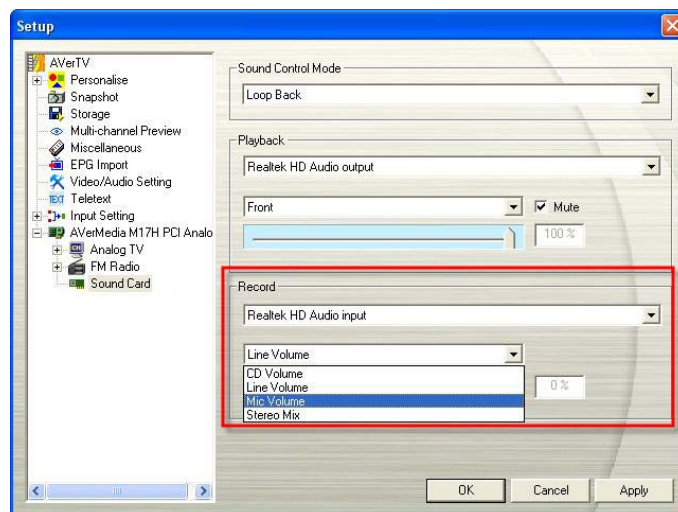 Setup
AVerTV
Personalise
Snapshot
Storage
Multi-channel Preview
Miscellaneous
EPG Import
Video/Audio Setting
TEXT Teletext
Input Setting
AVerMedia M17H PCI Analo
CH Analog TV
FM Radio
Sound Card
Sound Control Mode
Loop Back
Playback
Realtek HD Audio output
Front
Mute
100 %
Record
Realtek HD Audio input
Line Volume
CD Volume
Line Volume
Mic Volume
Stereo Mix
0 %
OK
Cancel
Apply